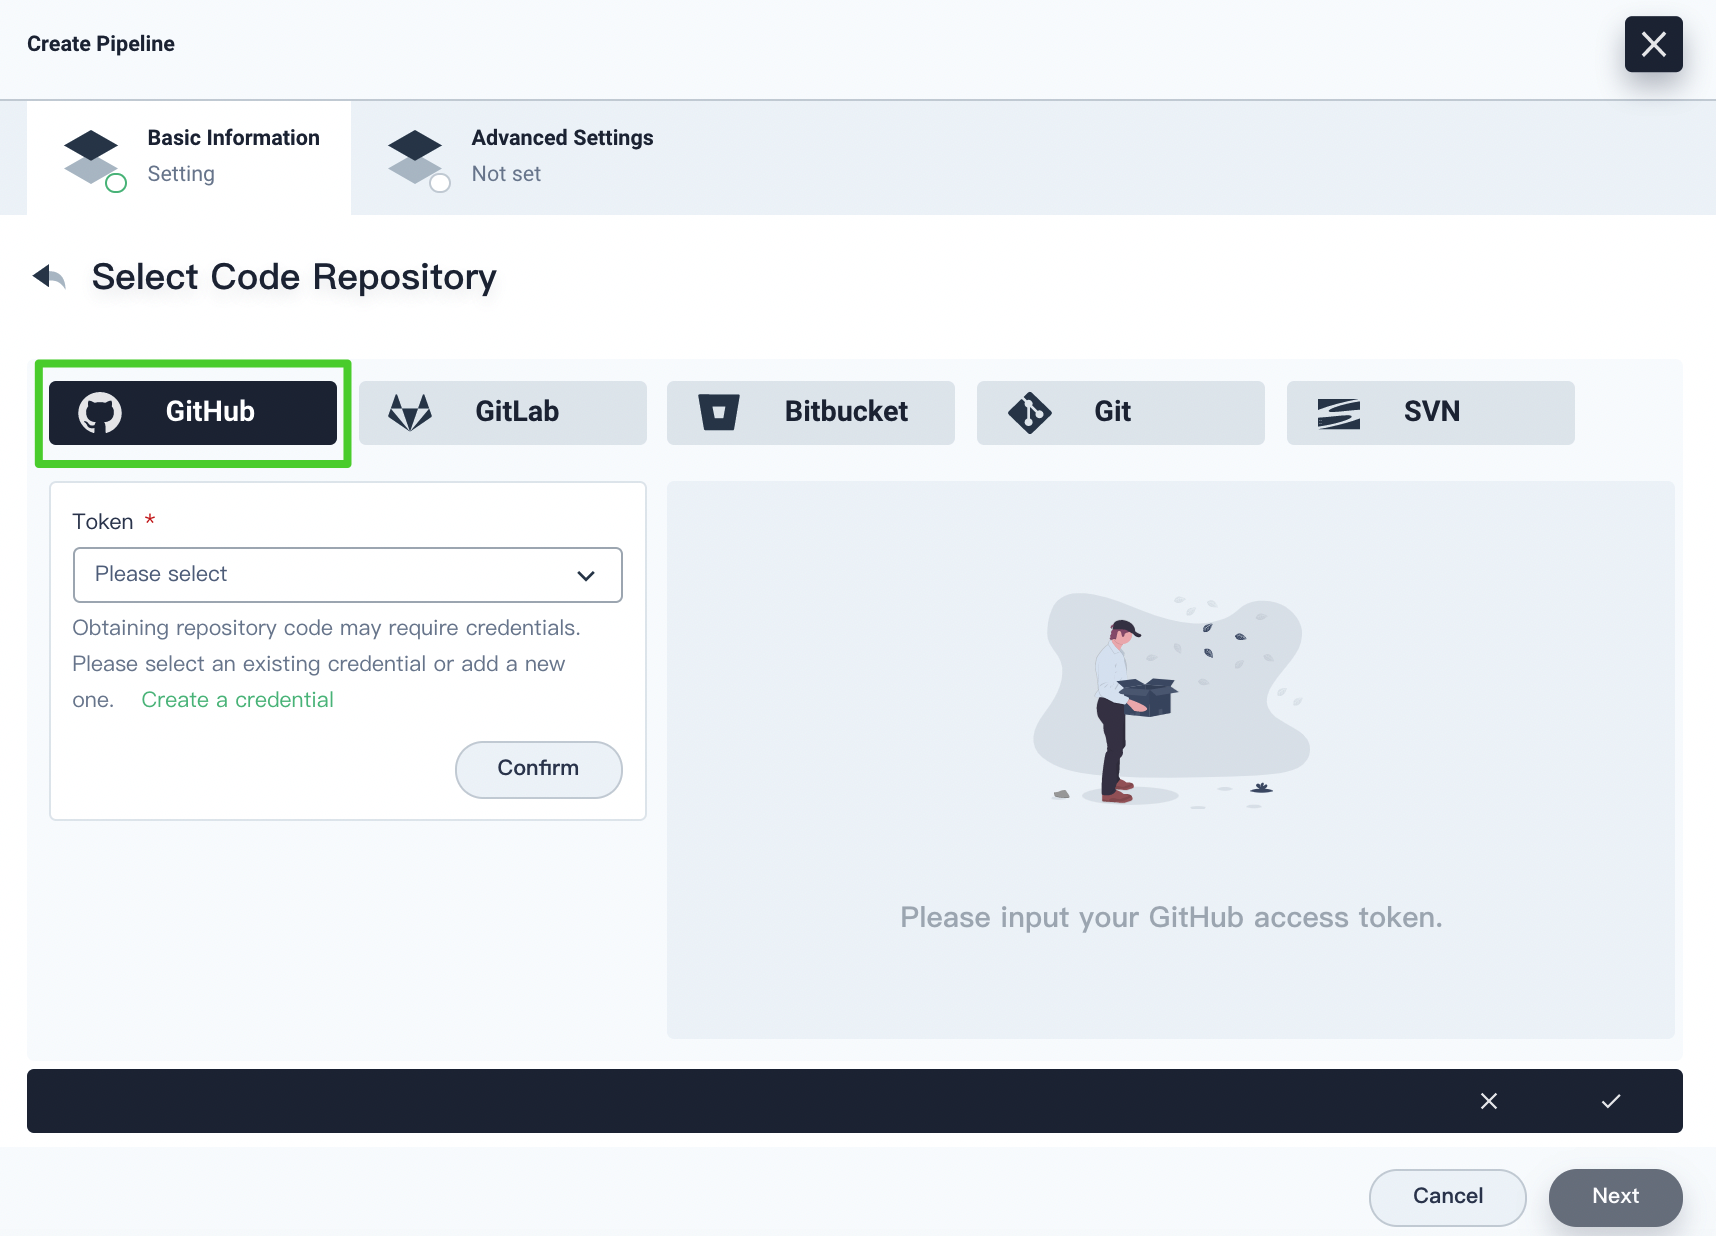 Create Pipeline
Basic Information
Setting
Advanced Settings
Not set
Select Code Repository
GitHub
GitLab
Bitbucket
Git
SVN
Token *
Please select
Obtaining repository code may require credentials.
Please select an existing credential or add a new
one. Create a credential
Confirm
Please input your GitHub access token.
Cancel
Next